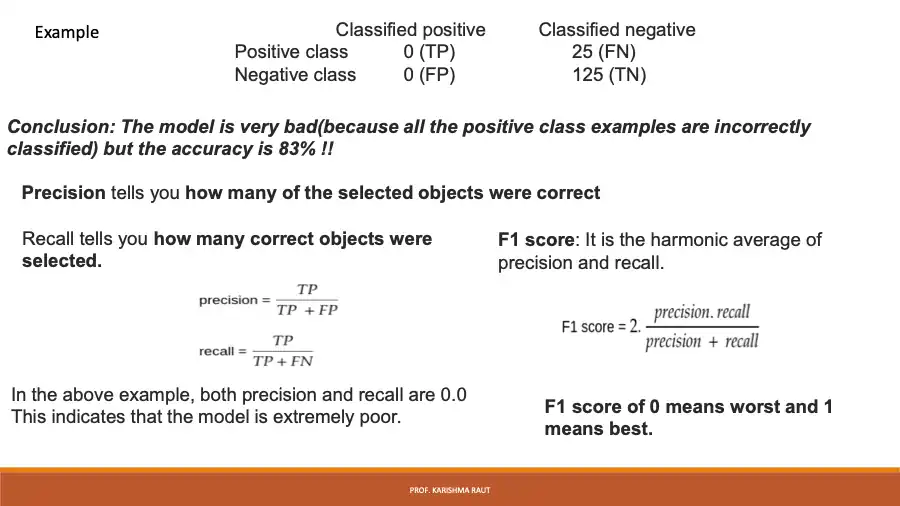 Example
Classified positive Classified negative
Positive class 0 (TP) 25 (FN)
Negative class 0 (FP) 125 (TN)
Conclusion: The model is very bad(because all the positive class examples are incorrectly
classified) but the accuracy is 83% !!
Precision tells you how many of the selected objects were correct
Recall tells you how many correct objects were
selected.
precision = TP / TP + FP
recall = TP / TP + FN
In the above example, both precision and recall are 0.0
This indicates that the model is extremely poor.
F1 score: It is the harmonic average of
precision and recall.
F1 score = 2. precision. recall / precision + recall
F1 score of 0 means worst and 1
means best.
PROF. KARISHMA RAUT